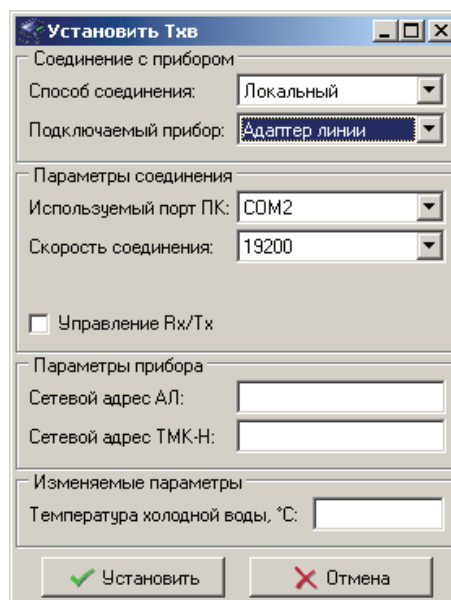 Установить Тхв
Соединение с прибором
Способ соединения: Локальный
Подключаемый прибор: Адаптер линии
Параметры соединения
Используемый порт ПК: COM2
Скорость соединения: 19200
Управление Rx/Tx
Параметры прибора
Сетевой адрес АЛ:
Сетевой адрес ТМК-Н:
Изменяемые параметры
Температура холодной воды, °C:
Установить Отмена